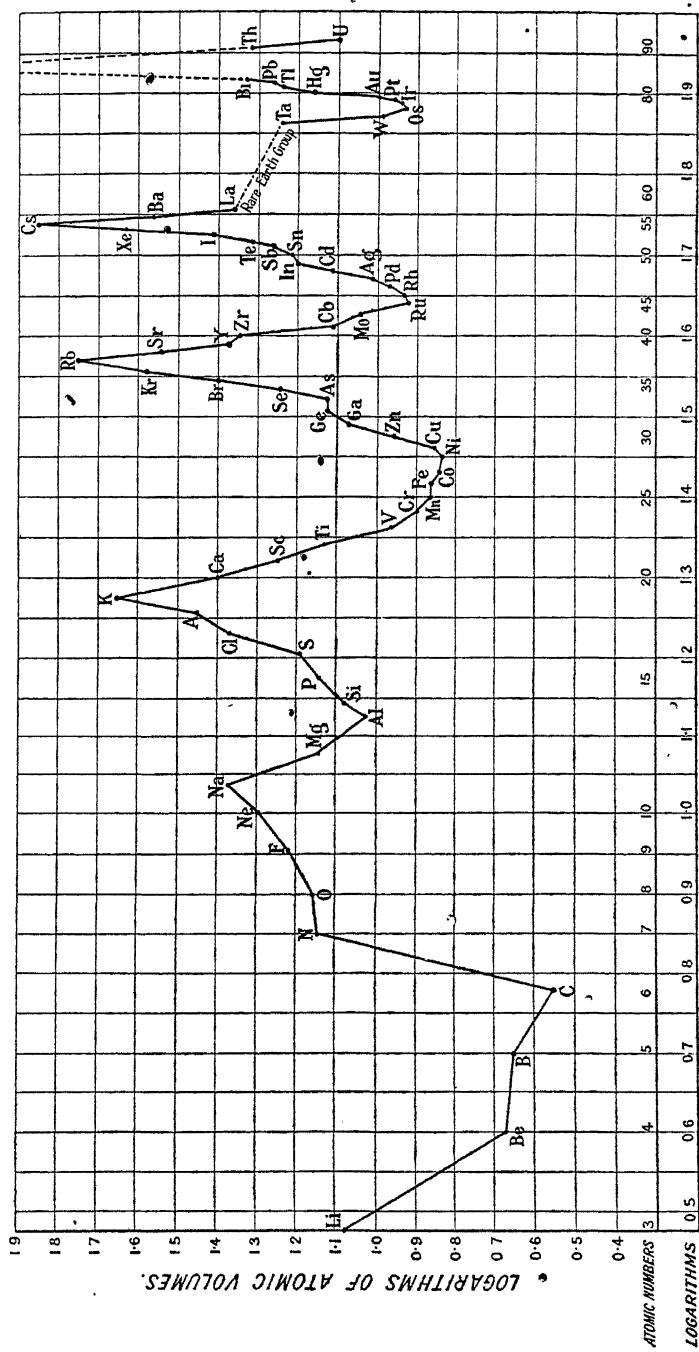 LOGARITHMS OF ATOMIC VOLUMES.
1·9
1·8
1·7
1·6
1·5
1·4
1·3
1·2
1·1
1·0
0·9
0·8
0·7
0·6
0·5
0·4
Li
Be
B
C
N
O
F
Ne
Na
Mg
Al
Si
P
S
Cl
A
K
Ca
Sc
Ti
V
Cr
Mn
Fe
Co
Ni
Cu
Zn
Ga
Ge
As
Se
Br
Kr
Rb
Sr
Y
Zr
Cb
Mo
Ru
Rh
Pd
Ag
Cd
In
Sn
Sb
Te
I
Xe
Cs
Ba
La
Rare Earth Group
Ta
W
Os
Ir
Pt
Au
Hg
Tl
Pb
Bi
Th
U
ATOMIC NUMBERS 3 4 5 6 7 8 9 10 15 20 25 30 35 40 45 50 55 60 80 90
LOGARITHMS 0·5 0·6 0·7 0·8 0·9 1·0 1·1 1·2 1·3 1·4 1·5 1·6 1·7 1·8 1·9